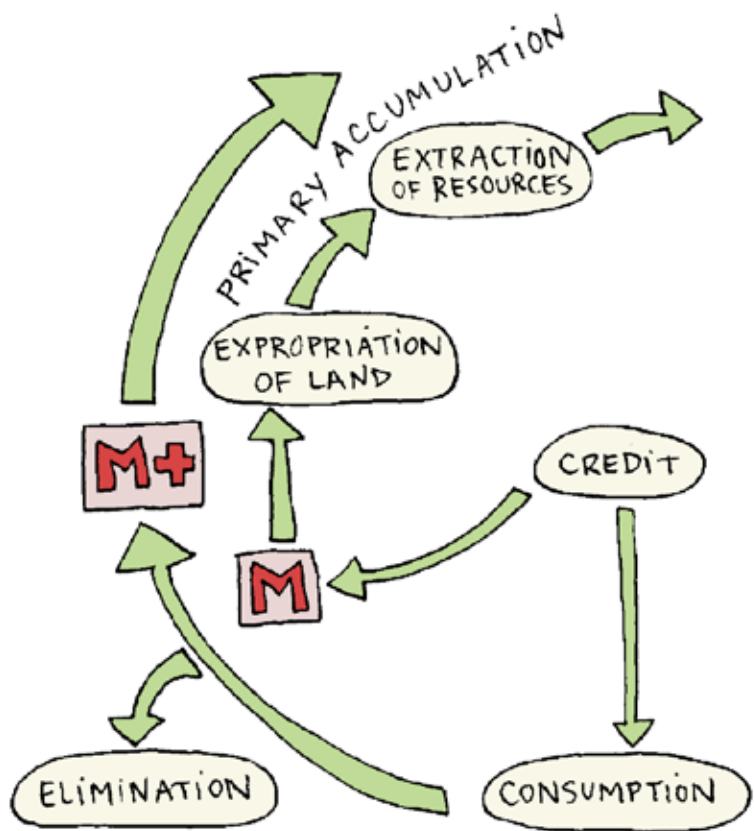 PRIMARY ACCUMULATION
EXTRACTION
OF RESOURCES
EXPROPRIATION
OF LAND
M+
CREDIT
M
ELIMINATION
CONSUMPTION